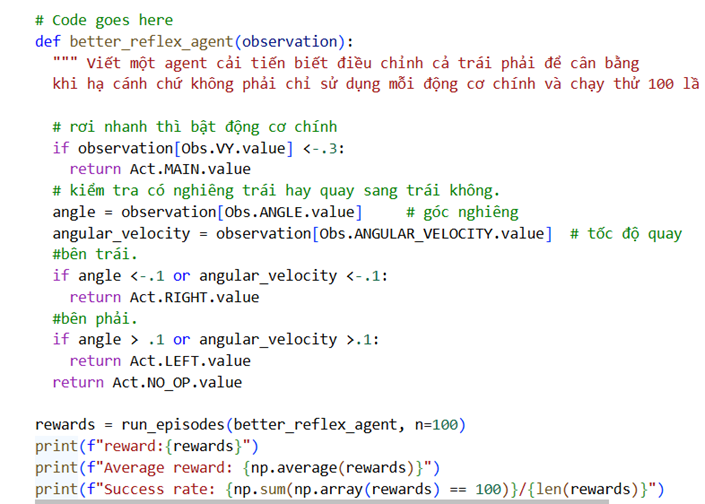 # Code goes here
def better_reflex_agent(observation):
  """ Viết một agent cải tiến biết điều chỉnh cả trái phải để cân bằng
  khi hạ cánh chứ không phải chỉ sử dụng mỗi động cơ chính và chạy thử 100 lầ
  # rơi nhanh thì bật động cơ chính
  if observation[Obs.VY.value] <-.3:
    return Act.MAIN.value
  # kiểm tra có nghiêng trái hay quay sang trái không.
  angle = observation[Obs.ANGLE.value]     # góc nghiêng
  angular_velocity = observation[Obs.ANGULAR_VELOCITY.value]  # tốc độ quay
  #bên trái.
  if angle <-.1 or angular_velocity <-.1:
    return Act.RIGHT.value
  #bên phải.
  if angle > .1 or angular_velocity >.1:
    return Act.LEFT.value
  return Act.NO_OP.value
rewards = run_episodes(better_reflex_agent, n=100)
print(f"reward:{rewards}")
print(f"Average reward: {np.average(rewards)}")
print(f"Success rate: {np.sum(np.array(rewards) == 100)}/{len(rewards)}")